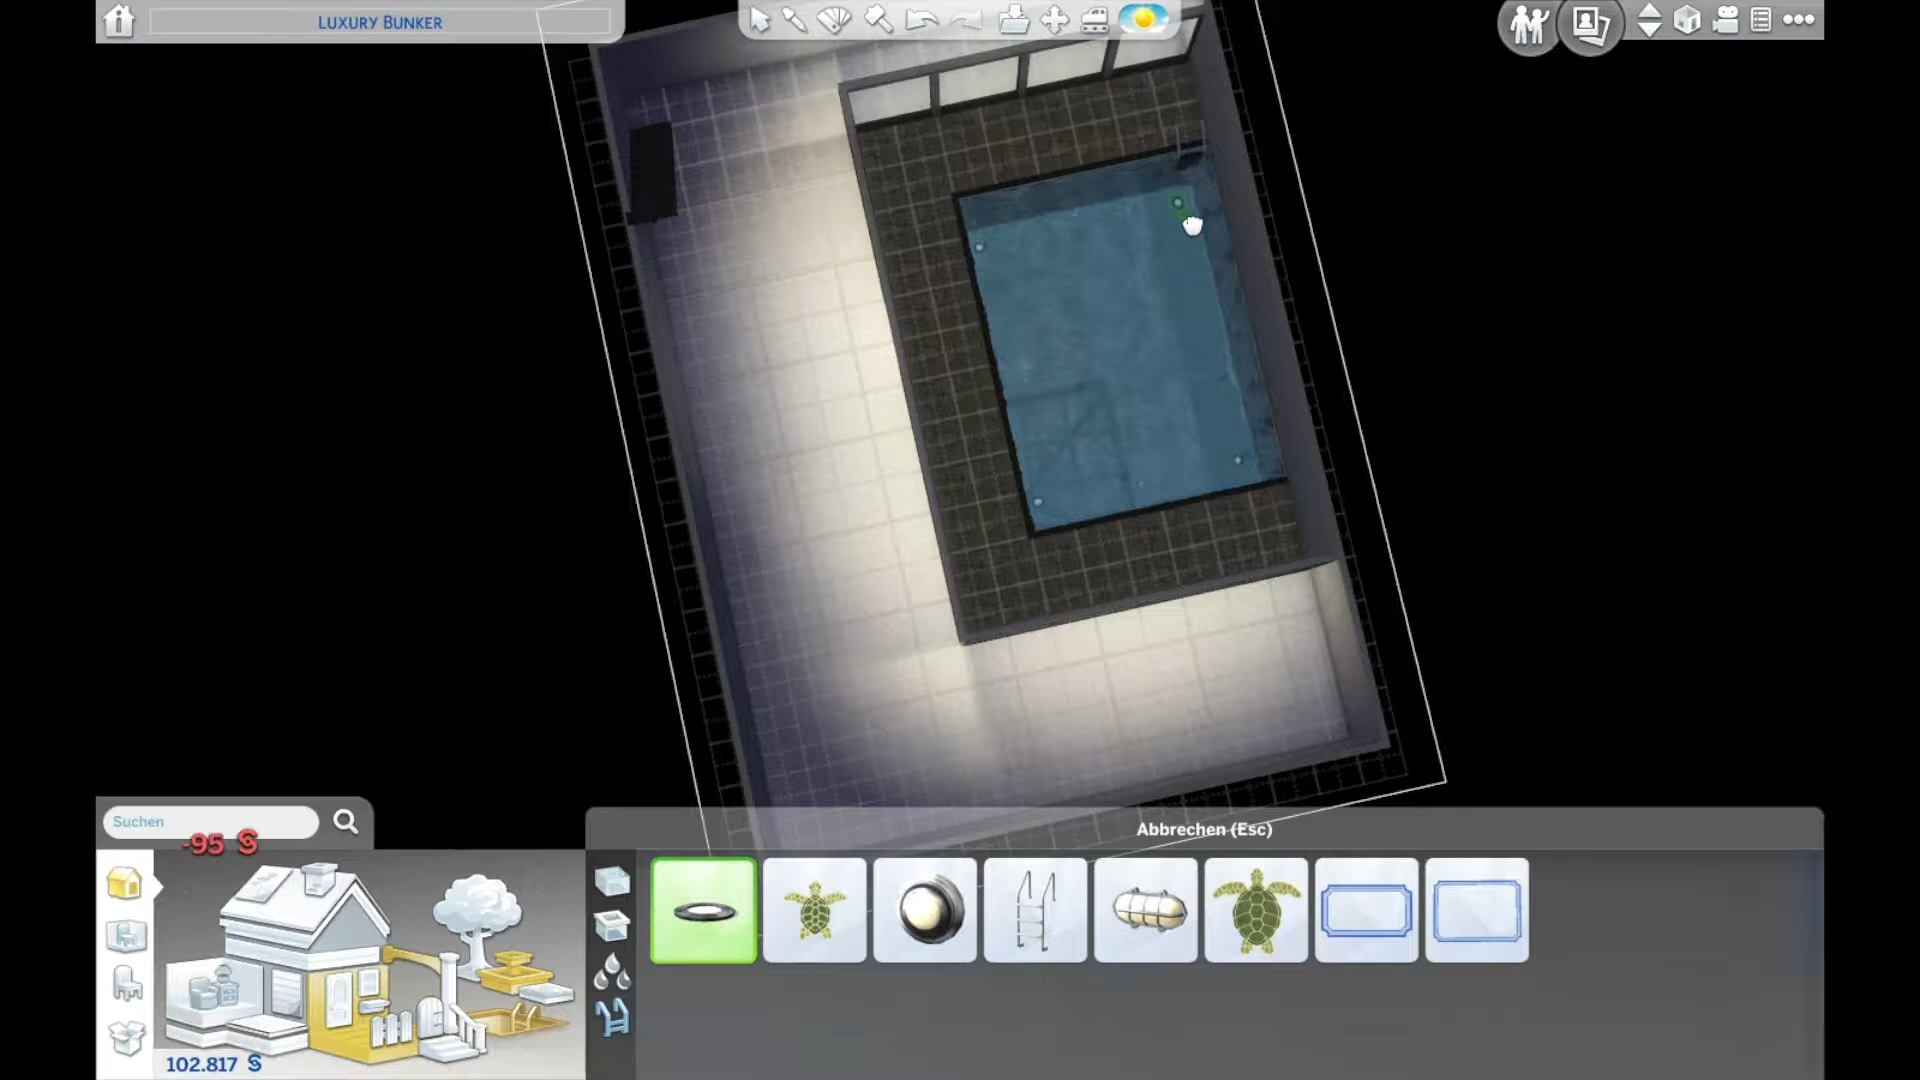 LUXURY BUNKER
Suchen
-95 S
Abbrechen (Esc)
102.817 S